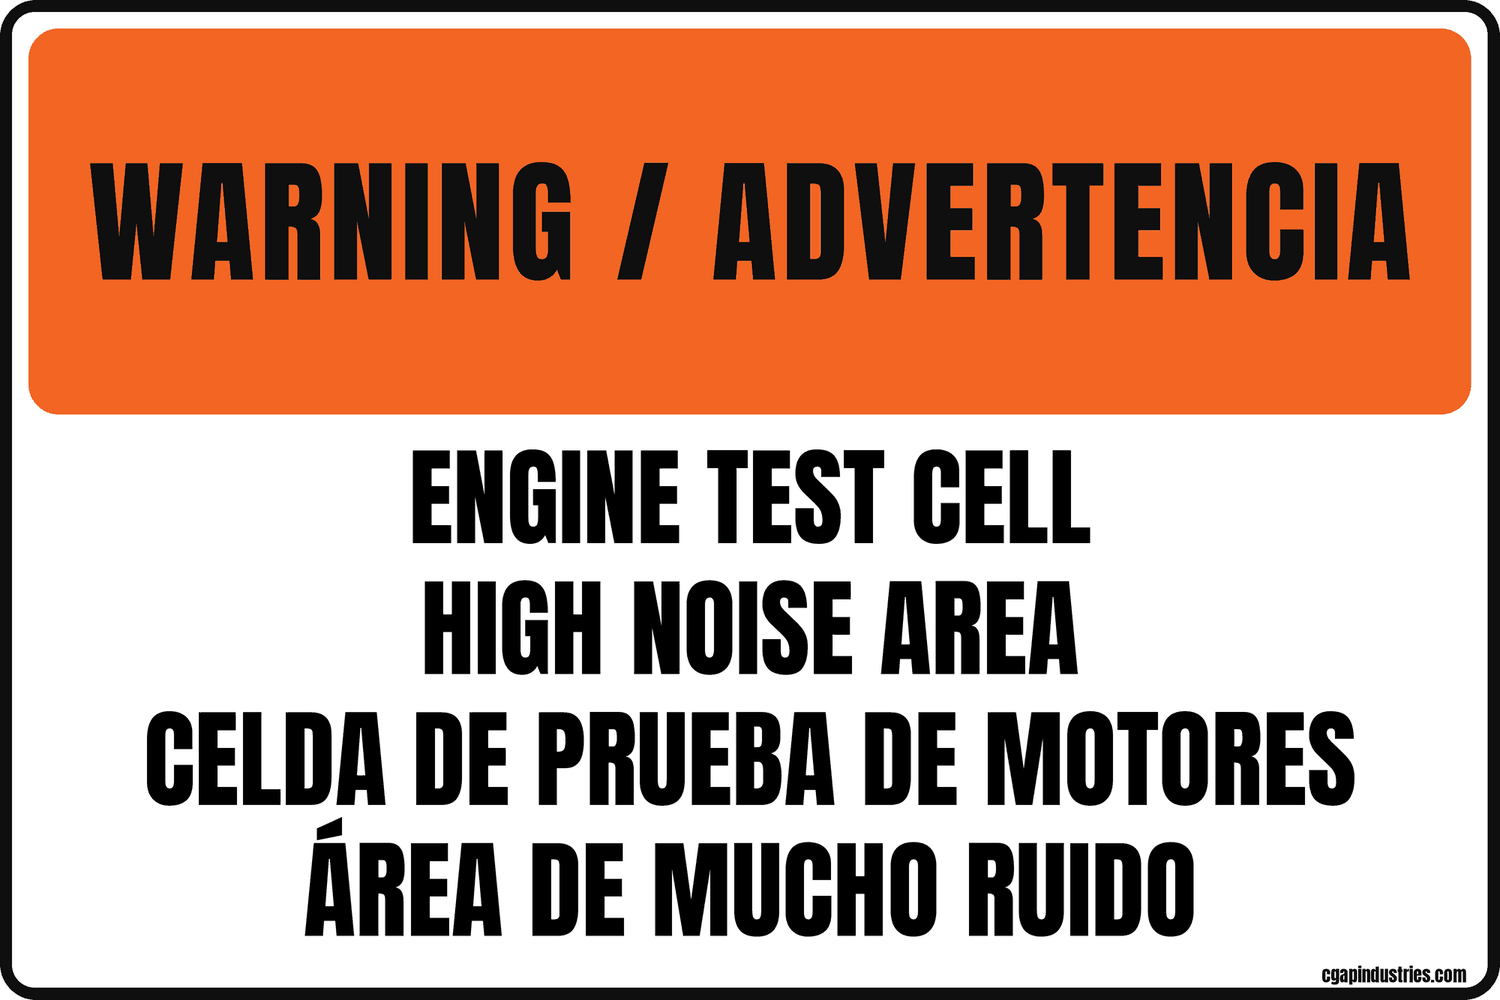 WARNING / ADVERTENCIA
ENGINE TEST CELL
HIGH NOISE AREA
CELDA DE PRUEBA DE MOTORES
ÁREA DE MUCHO RUIDO
cgapindustries.com